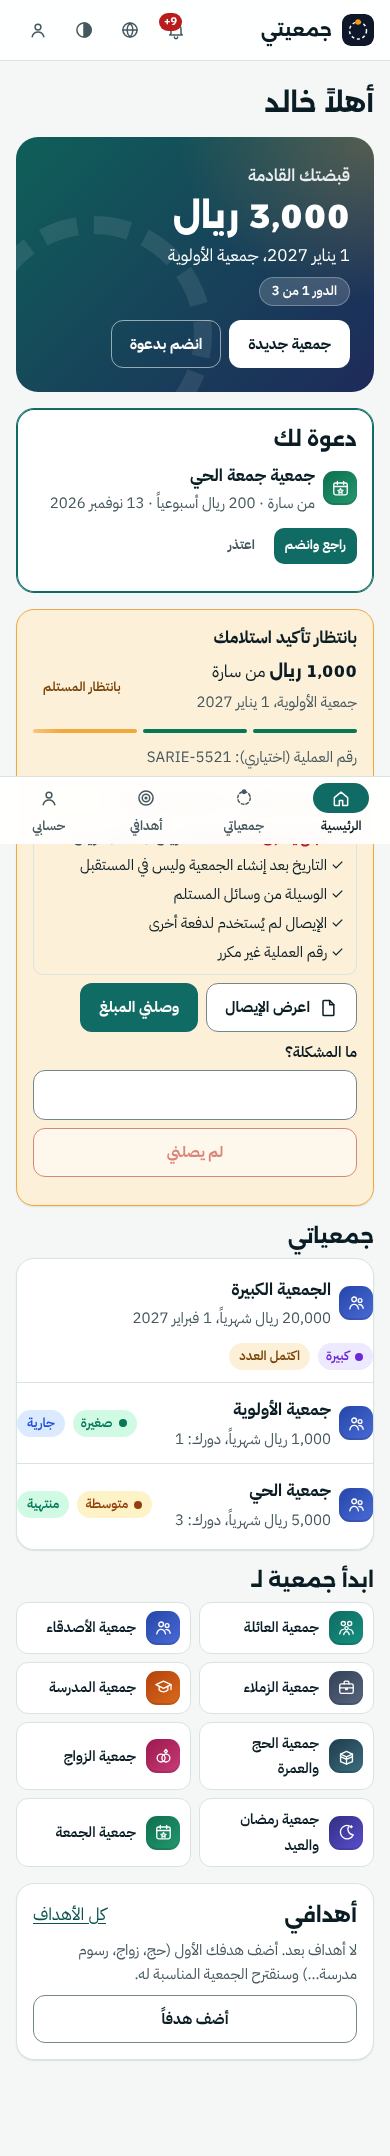 جمعيتي
9+
أهلاً خالد
قبضتك القادمة
3,000 ريال
1 يناير 2027، جمعية الأولوية
الدور 1 من 3
جمعية جديدة
انضم بدعوة
دعوة لك
جمعية جمعة الحي
من سارة · 200 ريال أسبوعياً · 13 نوفمبر 2026
راجع وانضم
اعتذر
بانتظار تأكيد استلامك
1,000 ريال من سارة
بانتظار المستلم
جمعية الأولوية، 1 يناير 2027
رقم العملية (اختياري): SARIE-5521
الرئيسية
جمعياتي
أهدافي
حسابي
✓ التاريخ بعد إنشاء الجمعية وليس في المستقبل
✓ الوسيلة من وسائل المستلم
✓ الإيصال لم يُستخدم لدفعة أخرى
✓ رقم العملية غير مكرر
اعرض الإيصال
وصلني المبلغ
ما المشكلة؟
لم يصلني
جمعياتي
الجمعية الكبيرة
20,000 ريال شهرياً، 1 فبراير 2027
كبيرة
اكتمل العدد
جمعية الأولوية
1,000 ريال شهرياً، دورك: 1
صغيرة
جارية
جمعية الحي
5,000 ريال شهرياً، دورك: 3
متوسطة
منتهية
ابدأ جمعية لـ
جمعية العائلة
جمعية الأصدقاء
جمعية الزملاء
جمعية المدرسة
جمعية الحج
والعمرة
جمعية الزواج
جمعية رمضان
والعيد
جمعية الجمعة
أهدافي
كل الأهداف
لا أهداف بعد. أضف هدفك الأول (حج، زواج، رسوم
مدرسة...) وسنقترح الجمعية المناسبة له.
أضف هدفاً